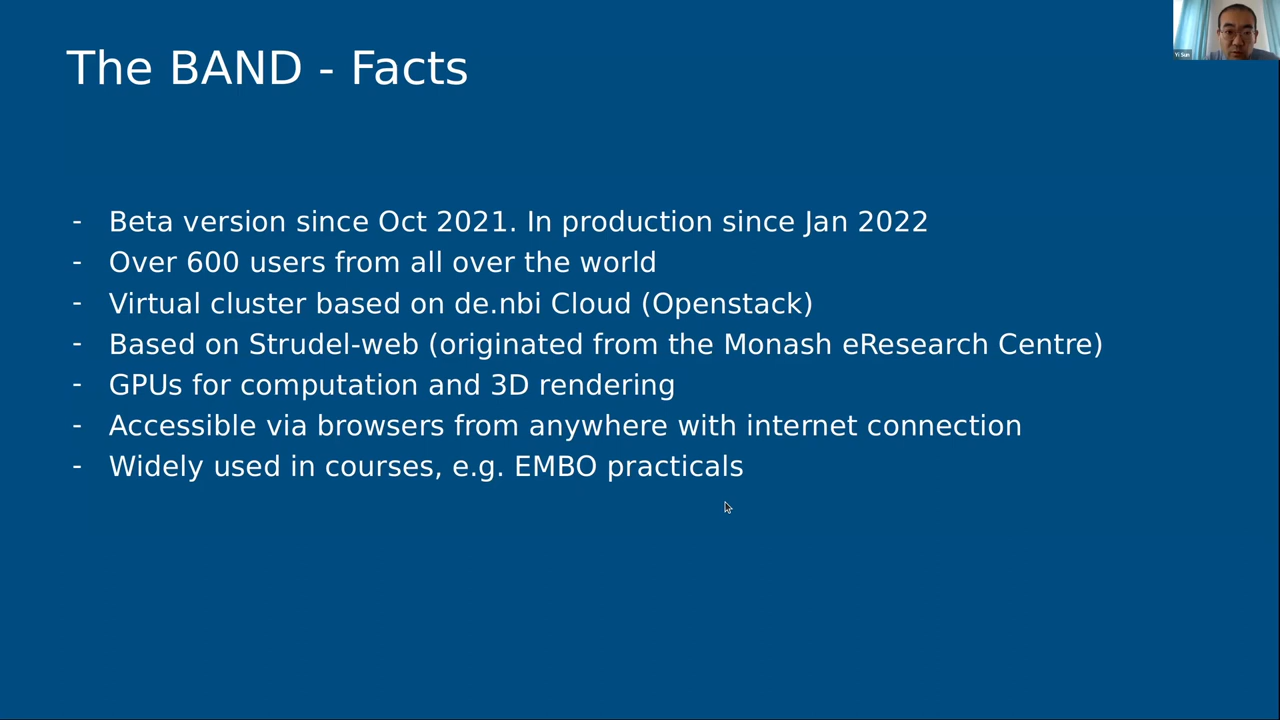 The BAND - Facts
- Beta version since Oct 2021. In production since Jan 2022
- Over 600 users from all over the world
- Virtual cluster based on de.nbi Cloud (Openstack)
- Based on Strudel-web (originated from the Monash eResearch Centre)
- GPUs for computation and 3D rendering
- Accessible via browsers from anywhere with internet connection
- Widely used in courses, e.g. EMBO practicals
Yi Sun